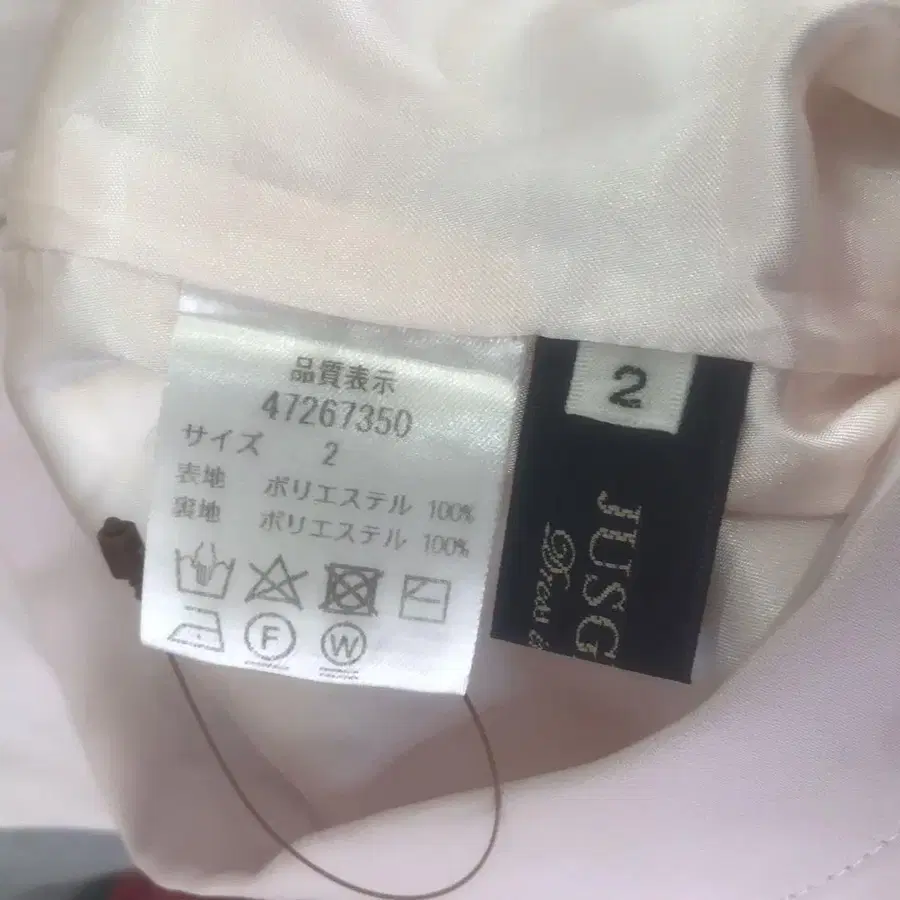 品質表示
47267350
サイズ 2
表地 ポリエステル 100%
裏地 ポリエステル 100%
F
W
2
JUSG